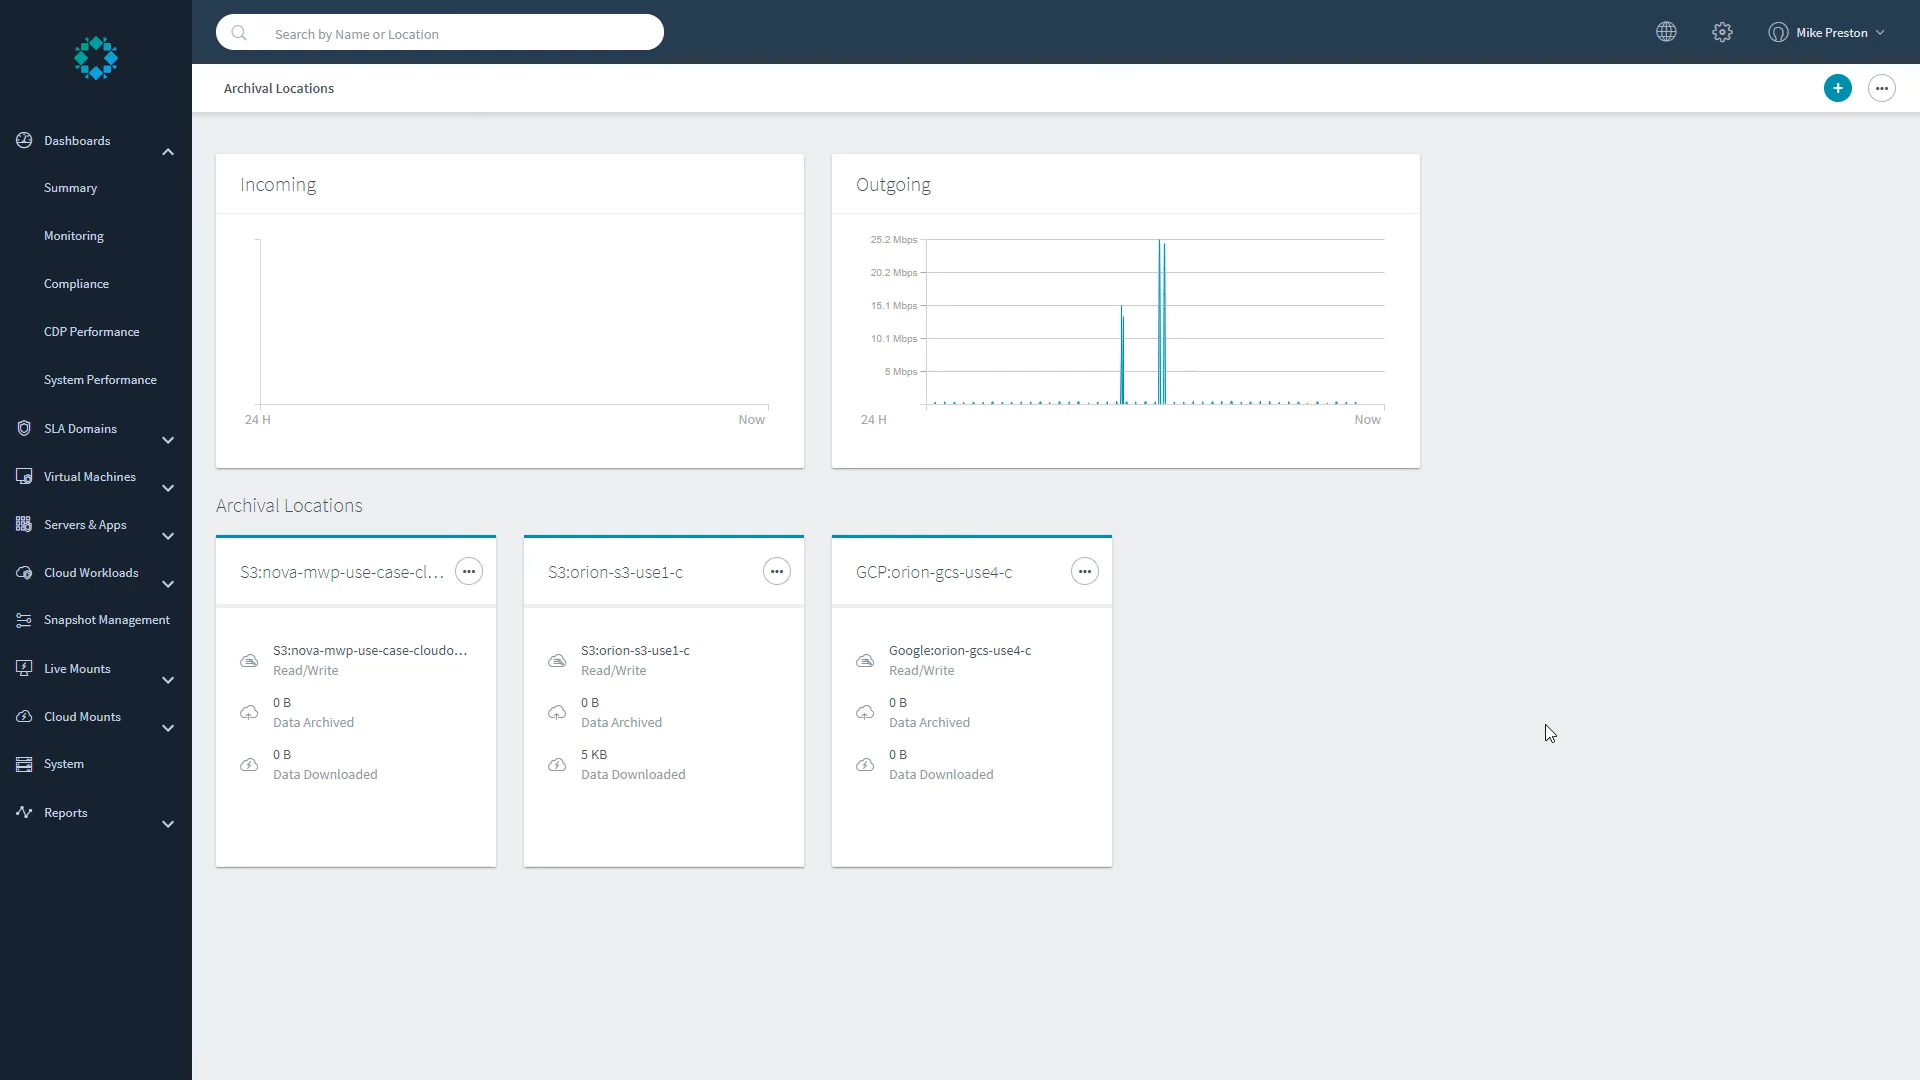 Search by Name or Location
Mike Preston
Archival Locations
Dashboards
Summary
Monitoring
Compliance
CDP Performance
System Performance
SLA Domains
Virtual Machines
Servers & Apps
Cloud Workloads
Snapshot Management
Live Mounts
Cloud Mounts
System
Reports
Incoming
24 H
Now
Outgoing
25.2 Mbps
20.2 Mbps
15.1 Mbps
10.1 Mbps
5 Mbps
24 H
Now
Archival Locations
S3:nova-mwp-use-case-cl...
S3:nova-mwp-use-case-cloudo...
Read/Write
0 B
Data Archived
0 B
Data Downloaded
S3:orion-s3-use1-c
S3:orion-s3-use1-c
Read/Write
0 B
Data Archived
5 KB
Data Downloaded
GCP:orion-gcs-use4-c
Google:orion-gcs-use4-c
Read/Write
0 B
Data Archived
0 B
Data Downloaded